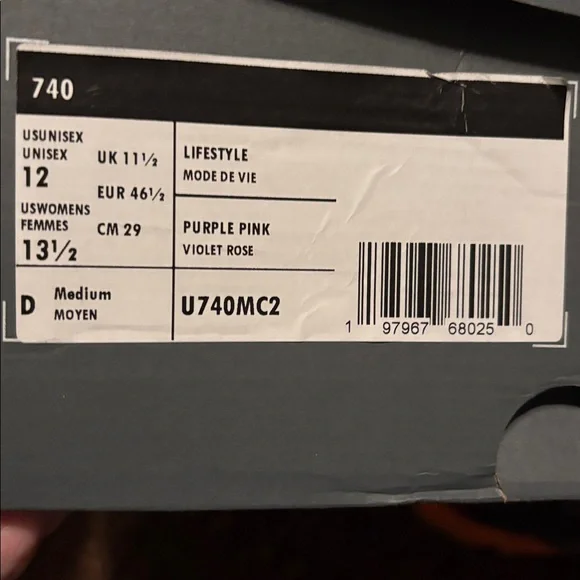 740
USUNISEX
UNISEX
12
USWOMENS
FEMMES
13½
UK 11½
EUR 46½
CM 29
LIFESTYLE
MODE DE VIE
PURPLE PINK
VIOLET ROSE
D
Medium
MOYEN
U740MC2
1 97967 68025 0